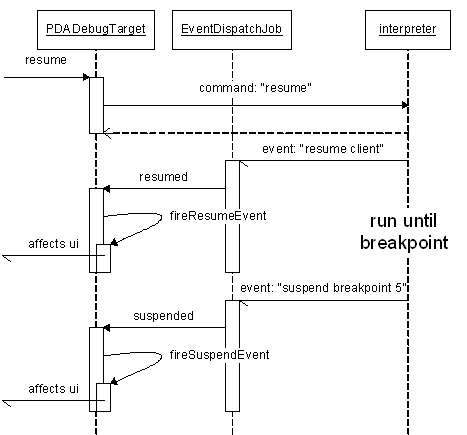 PDADebugTarget
EventDispatchJob
interpreter
resume
command: "resume"
event: "resume client"
resumed
fireResumeEvent
run until
breakpoint
affects ui
event: "suspend breakpoint 5"
suspended
fireSuspendEvent
affects ui